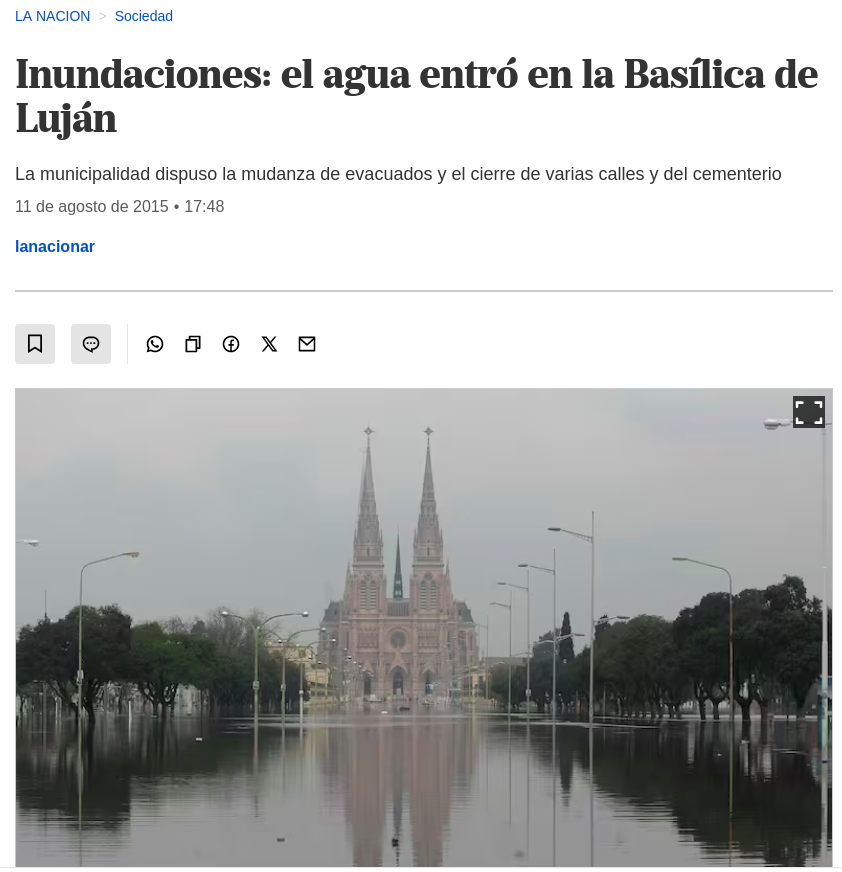 LA NACION > Sociedad
Inundaciones: el agua entró en la Basílica de
Luján
La municipalidad dispuso la mudanza de evacuados y el cierre de varias calles y del cementerio
11 de agosto de 2015 • 17:48
lanacionar